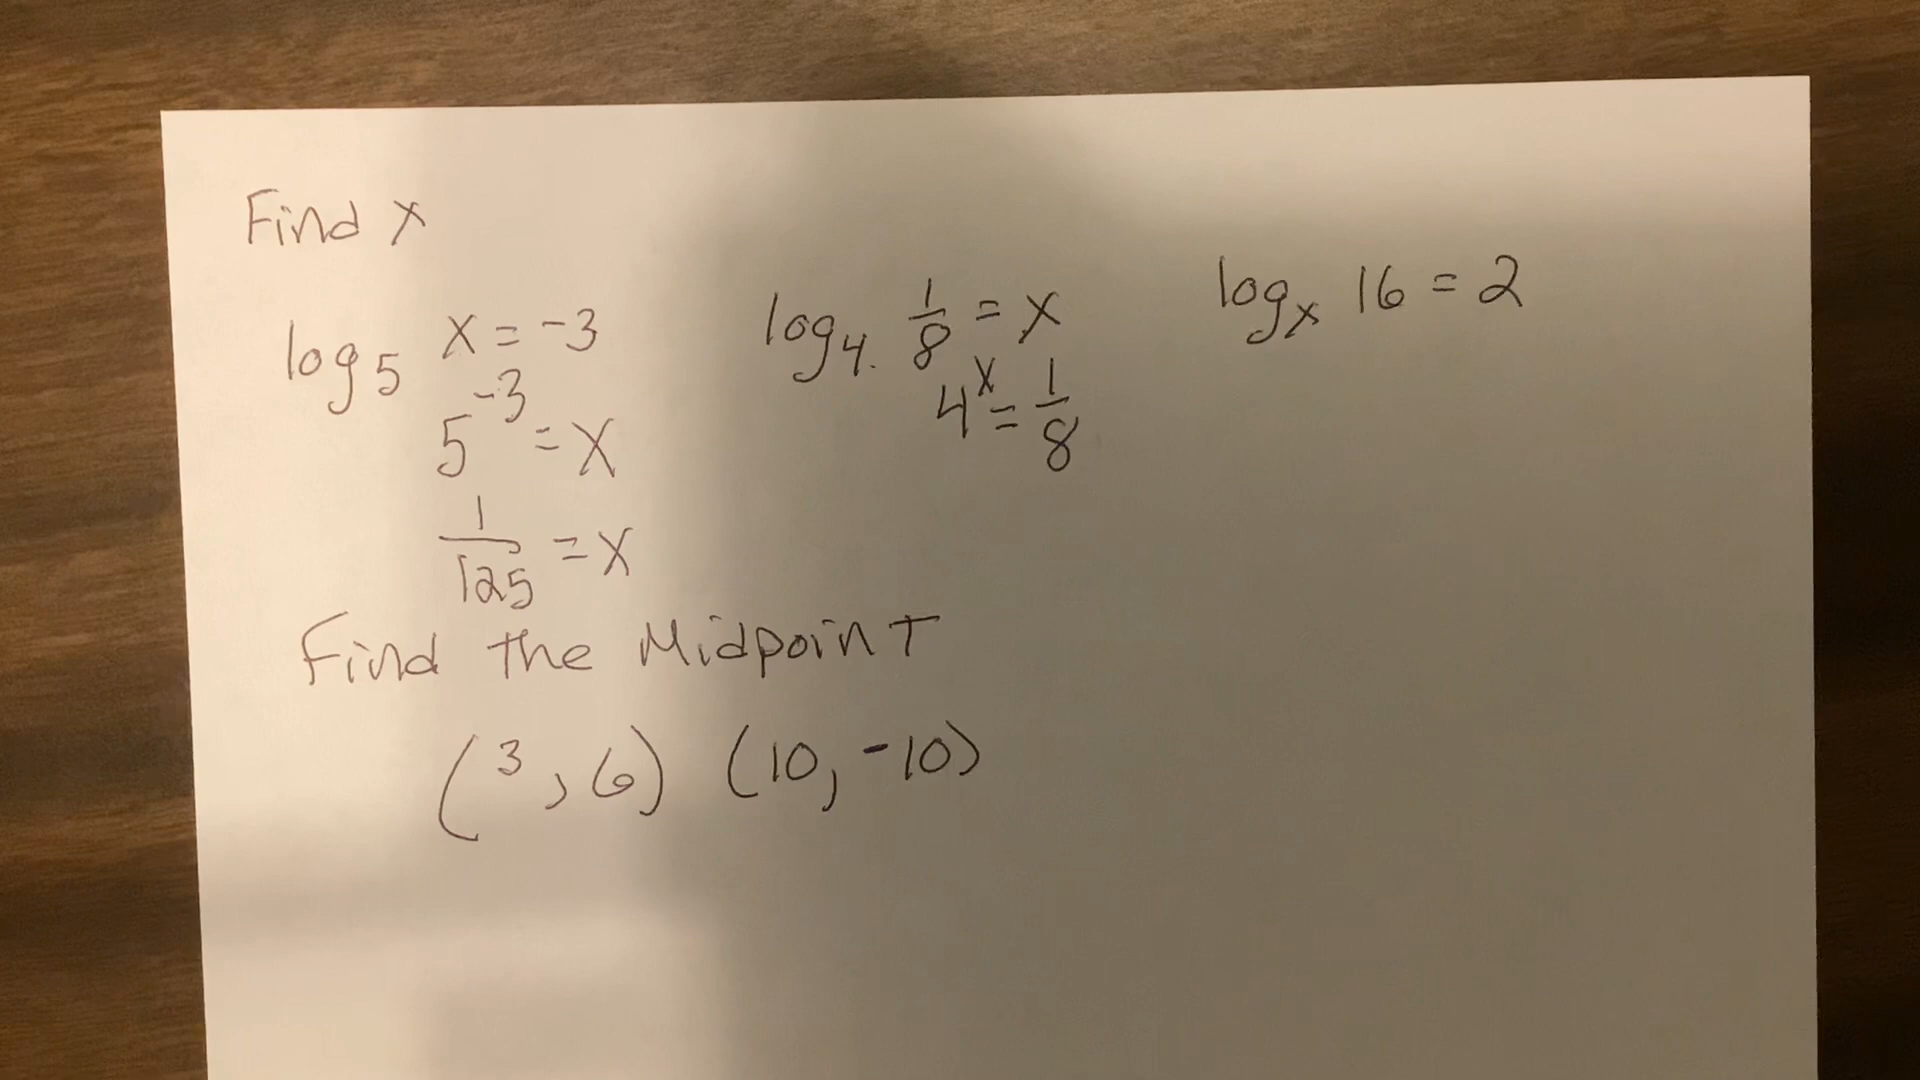 Find x
log₅ x = -3
5⁻³ = x
1/125 = x
log₄. 1/8 = x
4ˣ = 1/8
logₓ 16 = 2
Find the Midpoint
(3, 6) (10, -10)